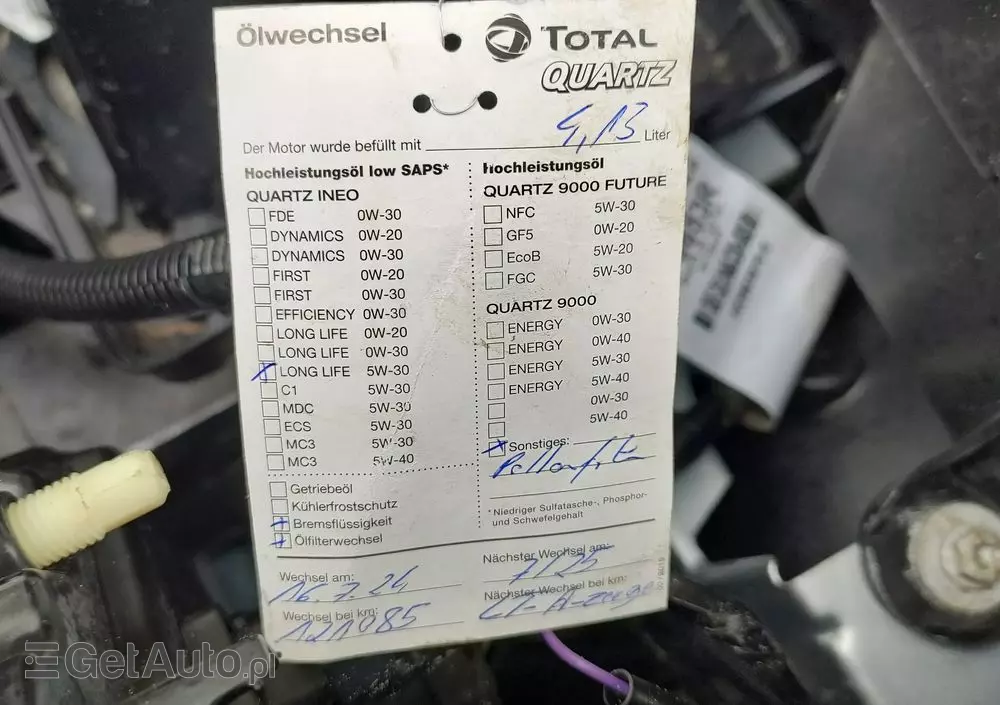 Ölwechsel
TOTAL
QUARTZ
Der Motor wurde befüllt mit 4,13 Liter
Hochleistungsöl low SAPS*
QUARTZ INEO
FDE 0W-30
DYNAMICS 0W-20
DYNAMICS 0W-30
FIRST 0W-20
FIRST 0W-30
EFFICIENCY 0W-30
LONG LIFE 0W-20
LONG LIFE 0W-30
X LONG LIFE 5W-30
C1 5W-30
MDC 5W-30
ECS 5W-30
MC3 5W-30
MC3 5W-40
Hochleistungsöl
QUARTZ 9000 FUTURE
NFC 5W-30
GF5 0W-20
EcoB 5W-20
FGC 5W-30
QUARTZ 9000
ENERGY 0W-30
ENERGY 0W-40
ENERGY 5W-30
ENERGY 5W-40
0W-30
5W-40
X Sonstiges:
Pollenfilter
*Niedriger Sulfatasche-, Phosphor-
und Schwefelgehalt
Getriebeöl
Kühlerfrostschutz
Bremsflüssigkeit
Ölfilterwechsel
Wechsel am: 16.7.24
Wechsel bei km: 121085
Nächster Wechsel am: 7/25
Nächster Wechsel bei km:
GetAuto.pl